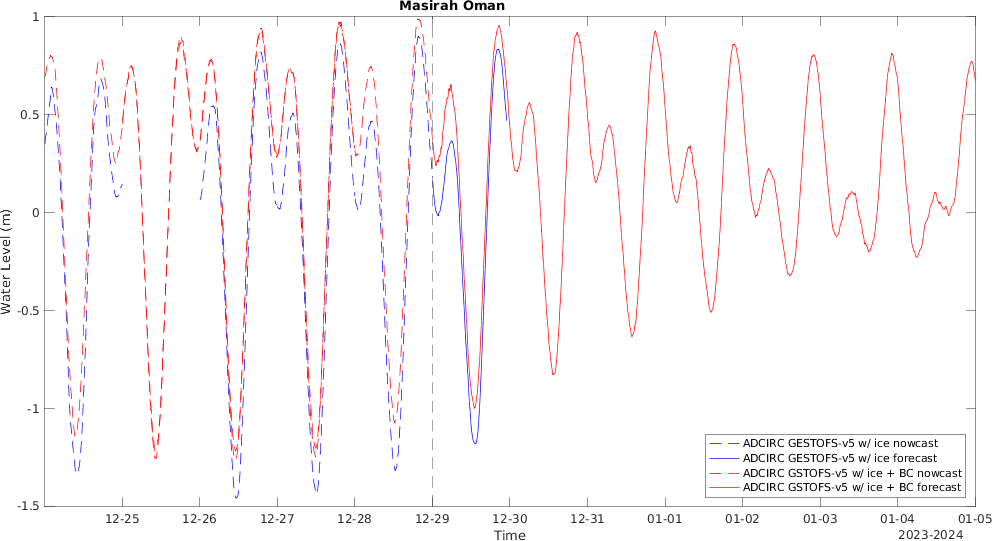 Masirah Oman
1
0.5
0
-0.5
-1
-1.5
Water Level (m)
12-25 12-26 12-27 12-28 12-29 12-30 12-31 01-01 01-02 01-03 01-04 01-05
Time
2023-2024
ADCIRC GESTOFS-v5 w/ ice nowcast
ADCIRC GESTOFS-v5 w/ ice forecast
ADCIRC GSTOFS-v5 w/ ice + BC nowcast
ADCIRC GSTOFS-v5 w/ ice + BC forecast